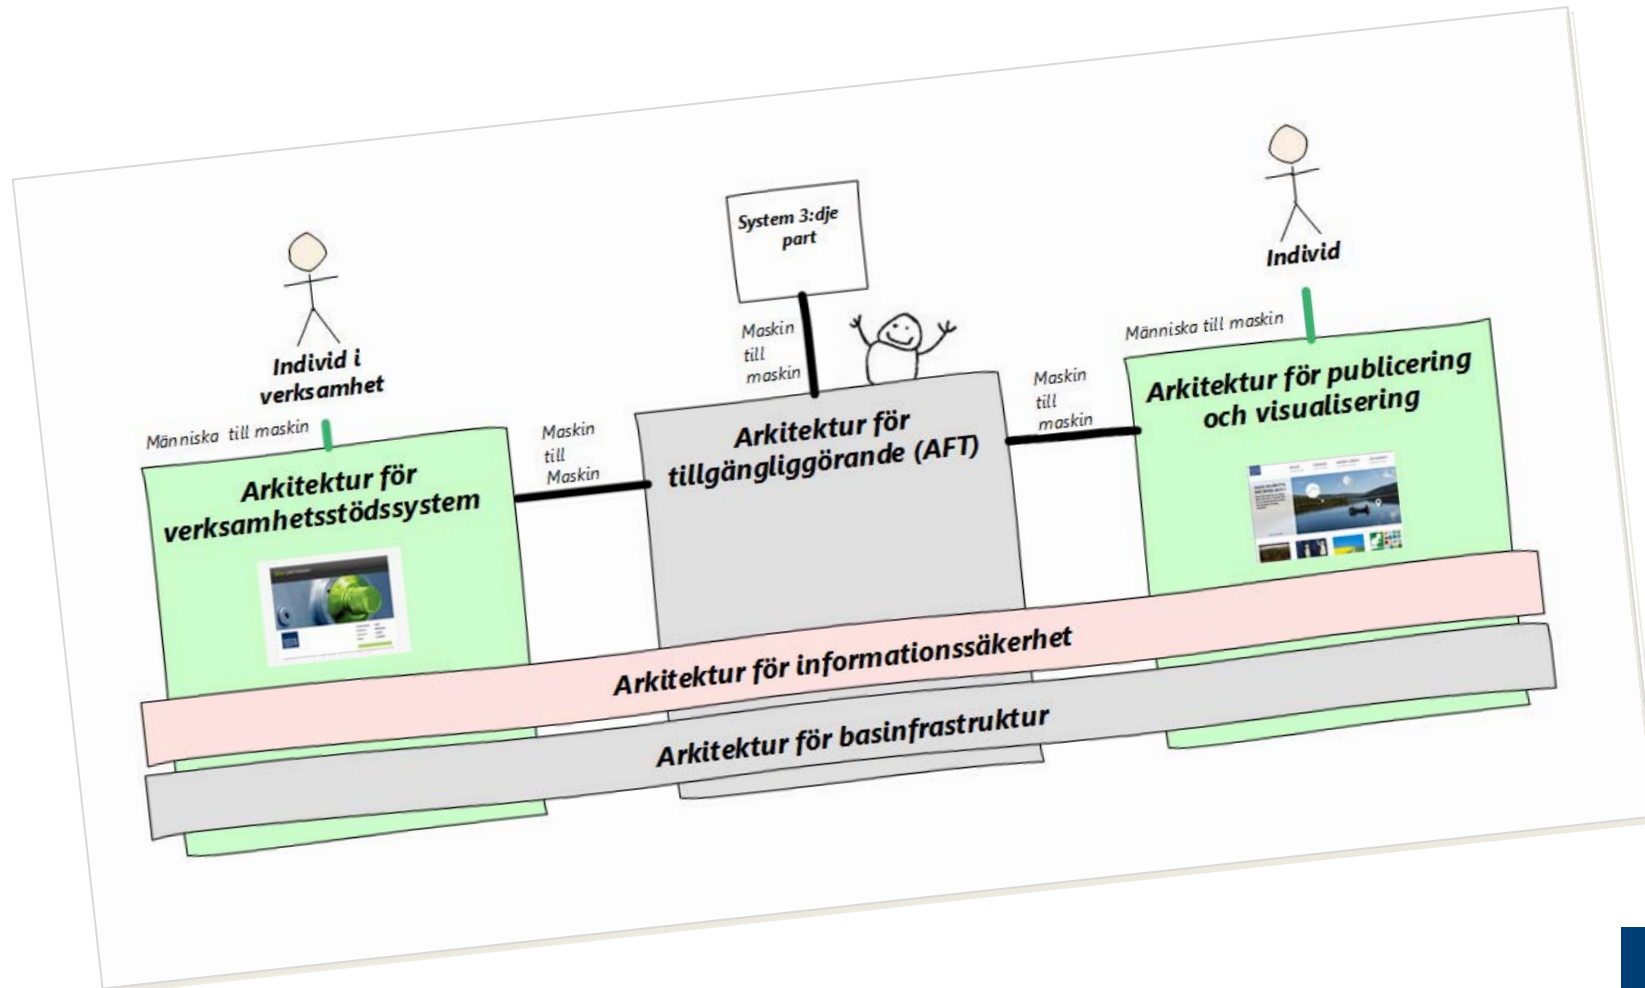 Individ i
verksamhet
Människa till maskin
Arkitektur för
verksamhetsstödssystem
Maskin
till
Maskin
System 3:dje
part
Maskin
till
maskin
Arkitektur för
tillgängliggörande (AFT)
Maskin
till
maskin
Individ
Människa till maskin
Arkitektur för publicering
och visualisering
Arkitektur för informationssäkerhet
Arkitektur för basinfrastruktur